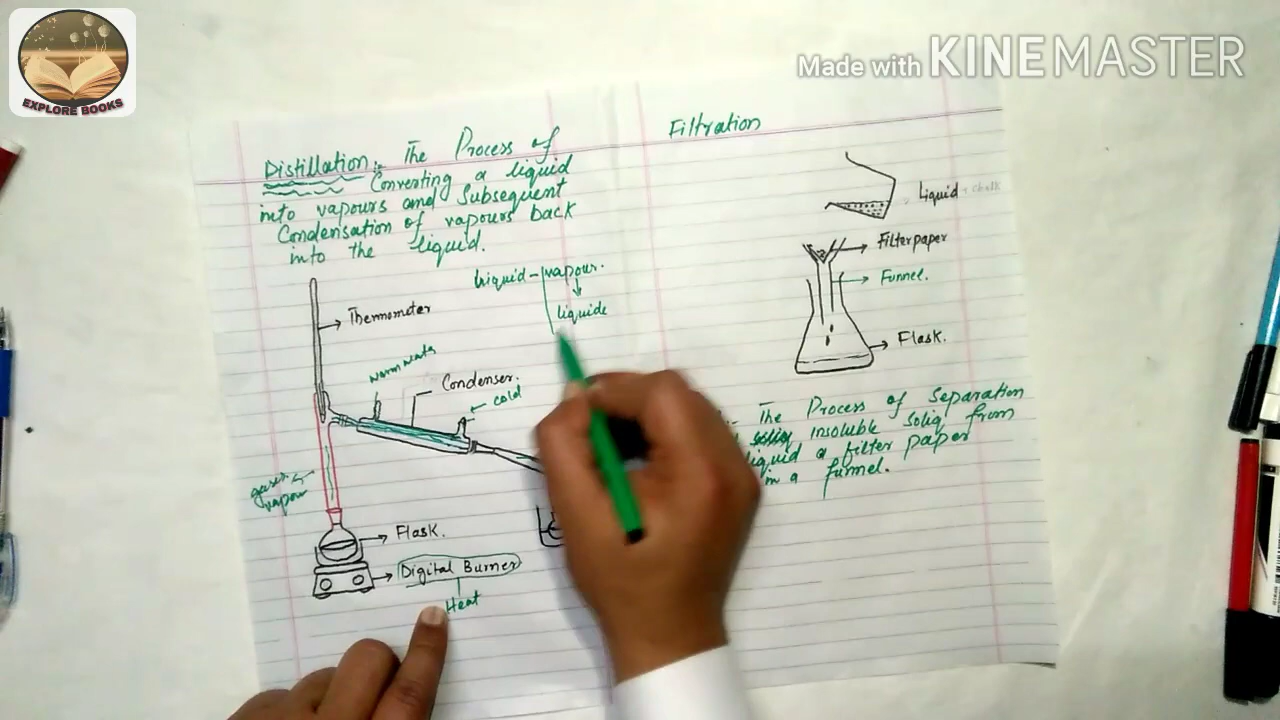 EXPLORE BOOKS
Made with KINEMASTER
Distillation:- The Process of
Converting a liquid
into vapours and Subsequent
Condensation of vapours back
into the liquid.
liquid - vapour.
liquide
Thermometer
warm water
Condenser.
cold
vapour
Flask.
Digital Burner
Heat
Filtration
Liquid + chalk
Filter paper
Funnel.
Flask.
The Process of Separation
insoluble soliq from
liquid a filter paper
in a funnel.